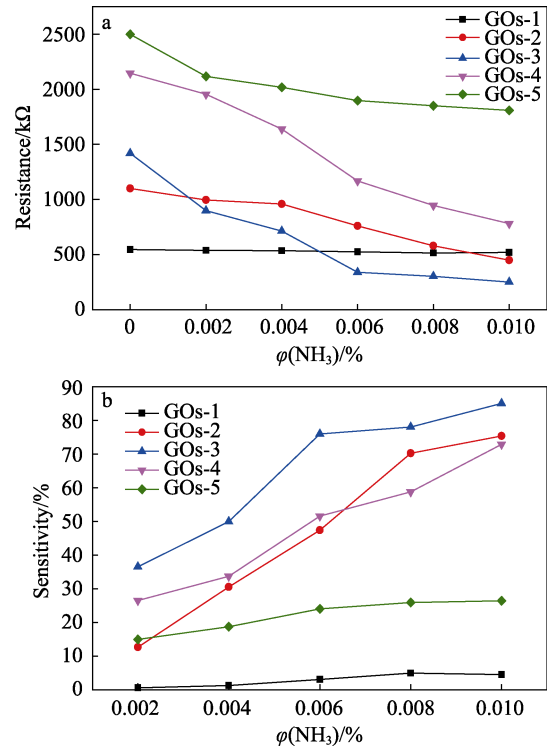 a
GOs-1
GOs-2
GOs-3
GOs-4
GOs-5
2500
2000
1500
1000
500
0
Resistance/kΩ
0 0.002 0.004 0.006 0.008 0.010
φ(NH₃)/%
b
GOs-1
GOs-2
GOs-3
GOs-4
GOs-5
90
80
70
60
50
40
30
20
10
0
Sensitivity/%
0.002 0.004 0.006 0.008 0.010
φ(NH₃)/%